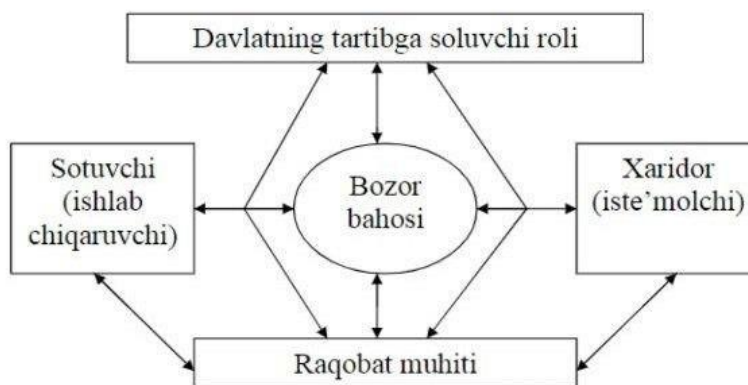 Davlatning tartibga soluvchi roli
Sotuvchi
(ishlab
chiqaruvchi)
Bozor
bahosi
Xaridor
(iste’molchi)
Raqobat muhiti